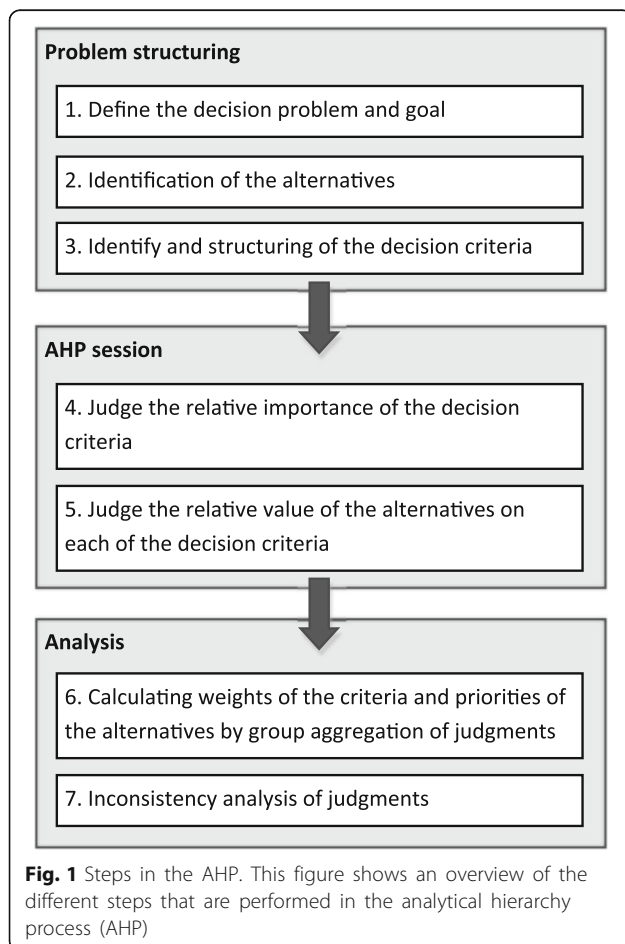 Problem structuring
1. Define the decision problem and goal
2. Identification of the alternatives
3. Identify and structuring of the decision criteria
AHP session
4. Judge the relative importance of the decision
criteria
5. Judge the relative value of the alternatives on
each of the decision criteria
Analysis
6. Calculating weights of the criteria and priorities of
the alternatives by group aggregation of judgments
7. Inconsistency analysis of judgments
Fig. 1 Steps in the AHP. This figure shows an overview of the
different steps that are performed in the analytical hierarchy
process (AHP)